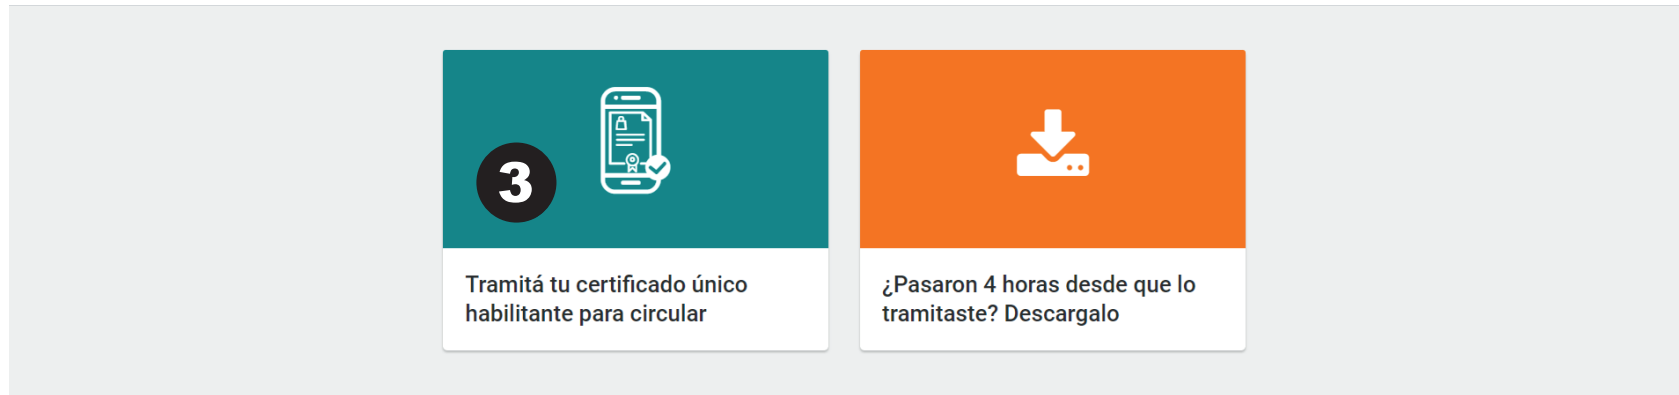 3
Tramitá tu certificado único
habilitante para circular
¿Pasaron 4 horas desde que lo
tramitaste? Descargalo